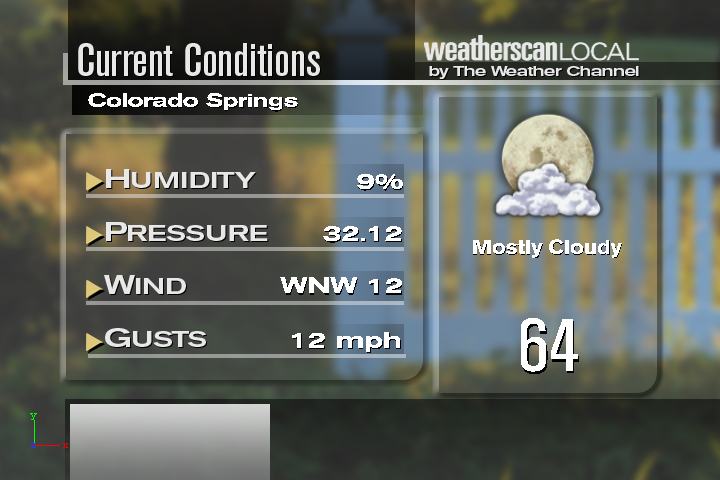 Current Conditions
weatherscanLOCAL
by The Weather Channel
Colorado Springs
HUMIDITY 9%
PRESSURE 32.12
WIND WNW 12
GUSTS 12 mph
Mostly Cloudy
64
y
x